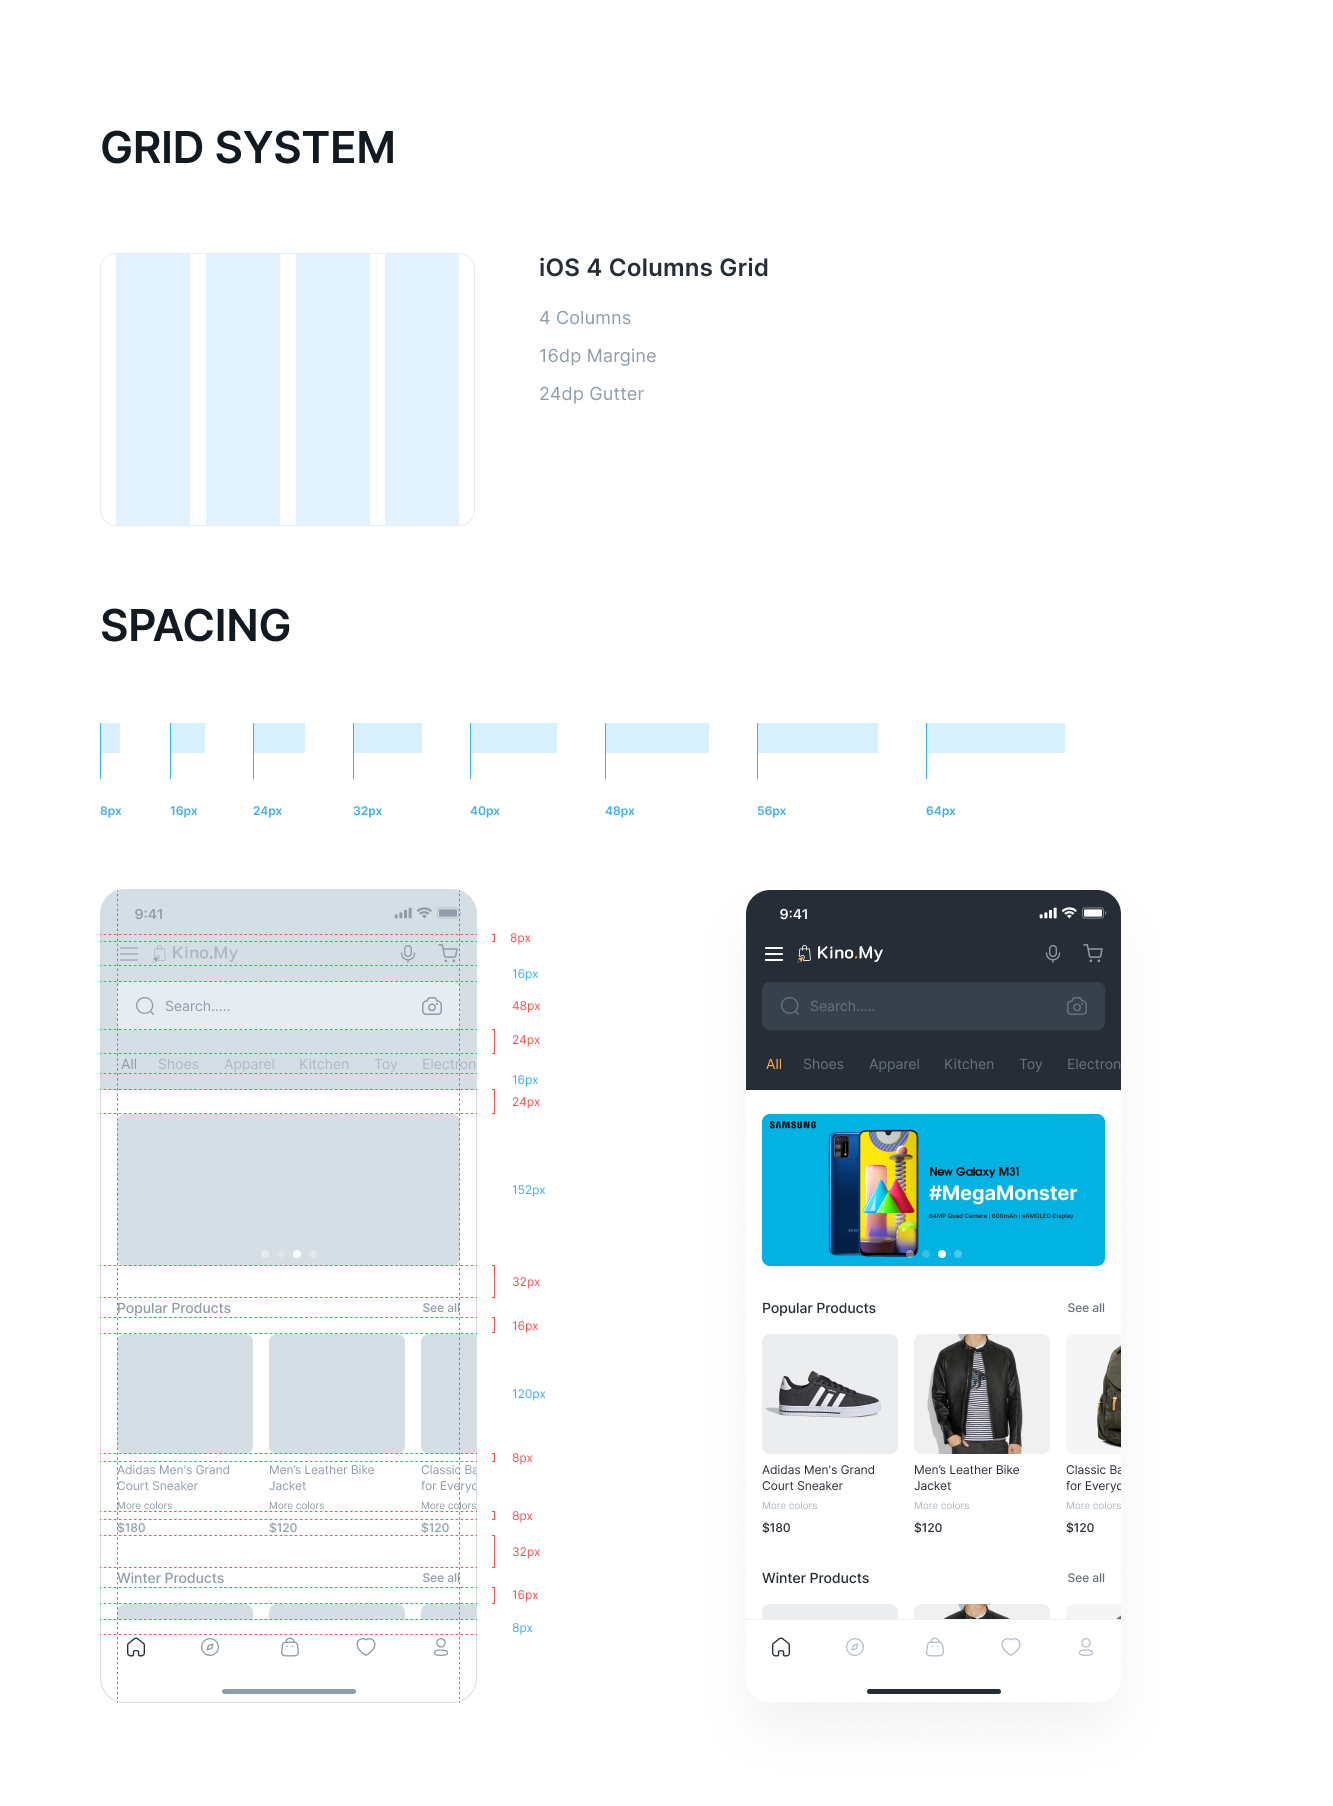 GRID SYSTEM
iOS 4 Columns Grid
4 Columns
16dp Margine
24dp Gutter
SPACING
8px
16px
24px
32px
40px
48px
56px
64px
9:41
Kino.My
Search.....
All Shoes Apparel Kitchen Toy Electron
Popular Products See all
Adidas Men's Grand
Court Sneaker
More colors
$180
Men's Leather Bike
Jacket
More colors
$120
Classic Ba
for Everyd
More colors
$120
Winter Products See all
8px
16px
48px
24px
16px
24px
152px
32px
16px
120px
8px
8px
32px
16px
8px
9:41
Kino.My
Search.....
All Shoes Apparel Kitchen Toy Electron
SAMSUNG
New Galaxy M31
#MegaMonster
64MP Quad Camera | 600mAh | sAMOLED Display
Popular Products See all
Adidas Men's Grand
Court Sneaker
More colors
$180
Men's Leather Bike
Jacket
More colors
$120
Classic Ba
for Everyd
More colors
$120
Winter Products See all